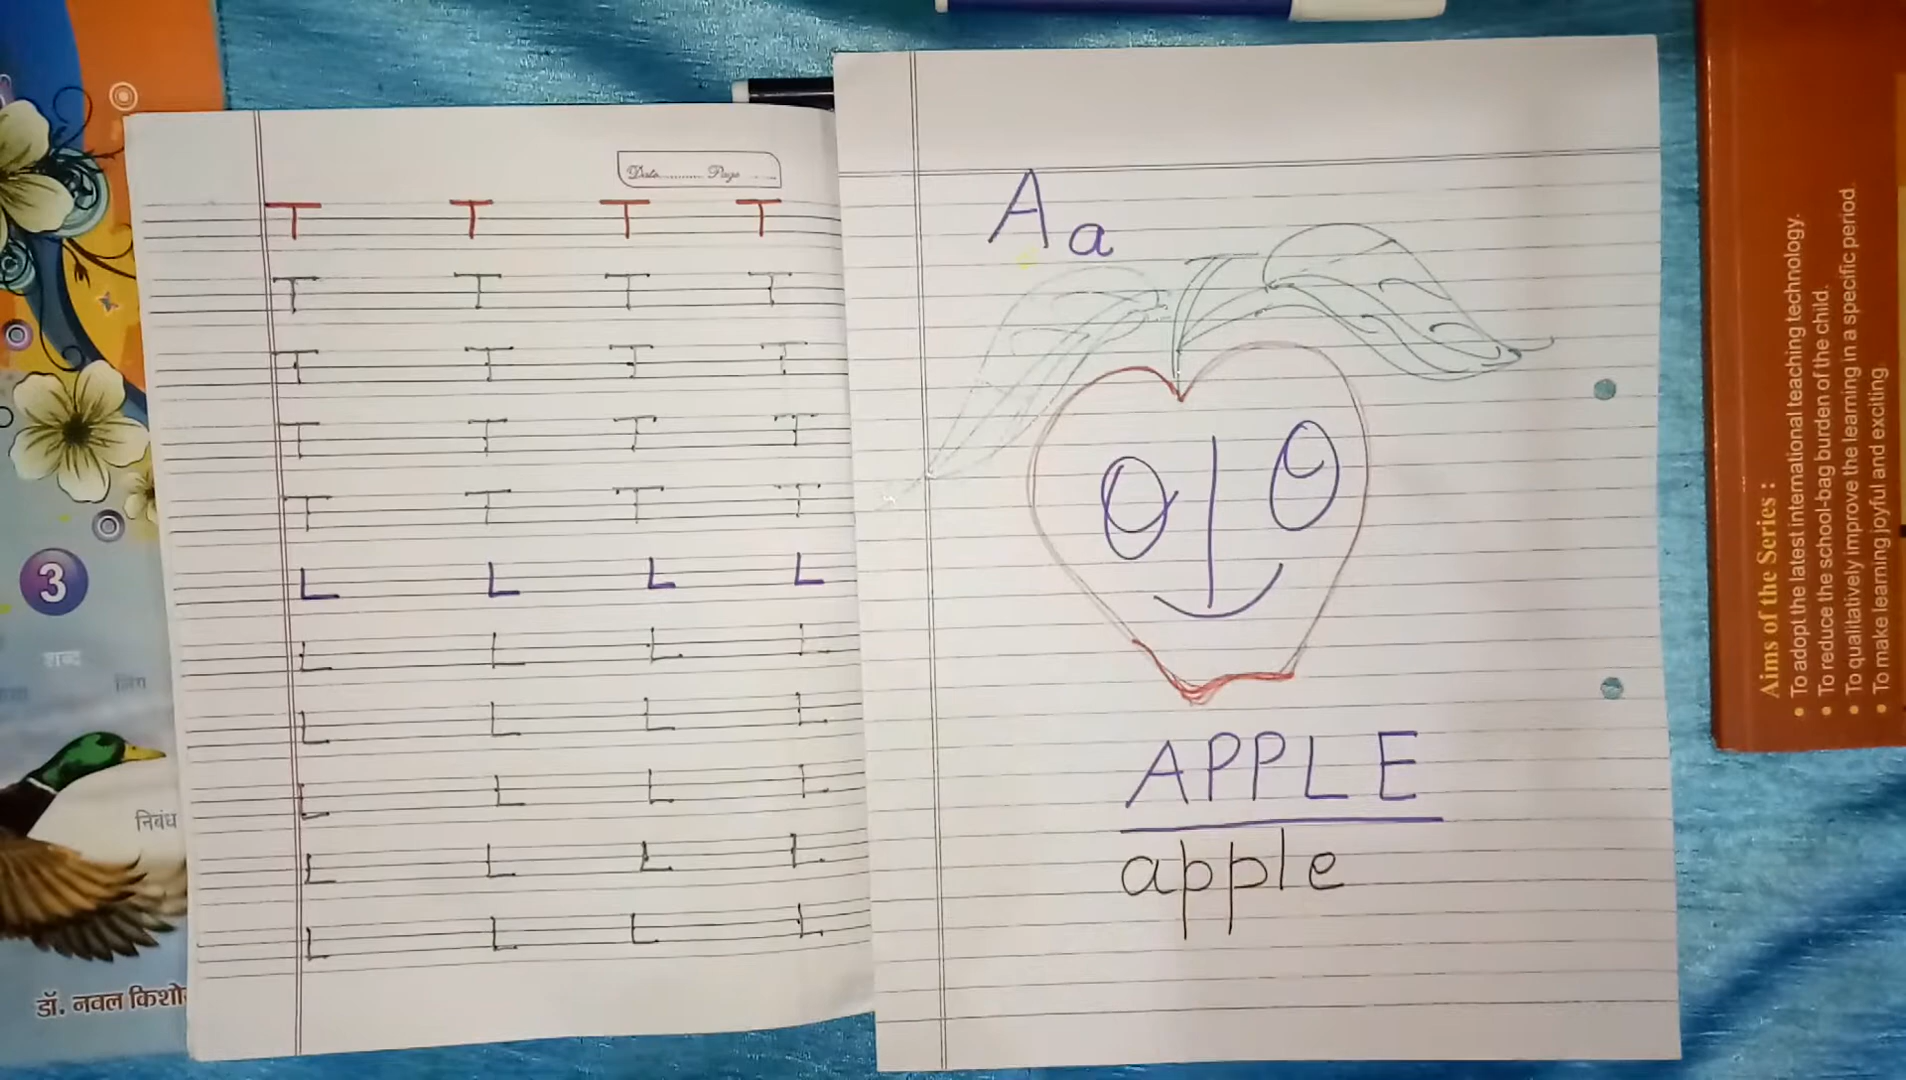 3
शब्द
लिंग
निबंध
डॉ. नवल
Date............ Page ........
T T T T
T T T T
T T T T
T T T T
T T T T
L L L L
L L L L
L L L L
L L L L
L L L L
L L L L
A a
APPLE
apple
Aims of the Series :
• To adopt the latest international teaching technology.
• To reduce the school-bag burden of the child.
• To qualitatively improve the learning in a specific period.
• To make learning joyful and exciting.